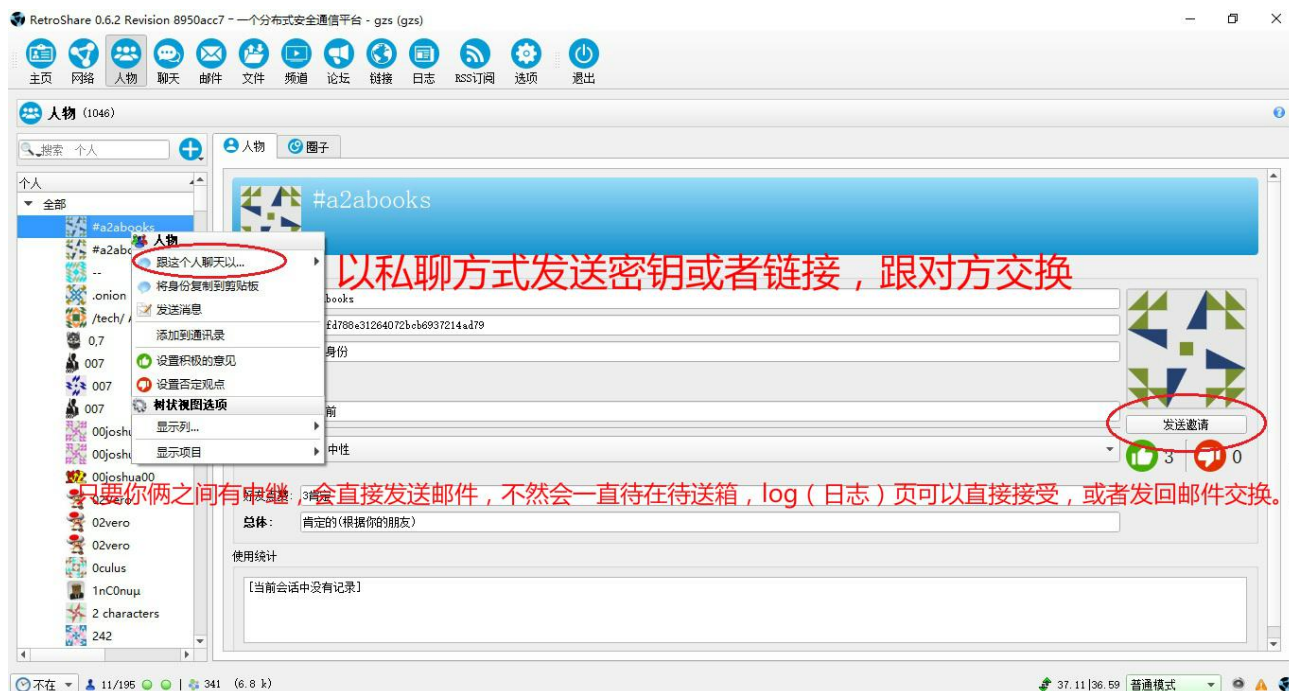 RetroShare 0.6.2 Revision 8950acc7 - 一个分布式安全通信平台 - gzs (gzs)
主页 网络 人物 聊天 邮件 文件 频道 论坛 链接 日志 RSS订阅 选项 退出
人物 (1046)
搜索 个人
人物 圈子
个人
全部
#a2abooks
#a2abooks
#a2abo
人物
跟这个人聊天以...
以私聊方式发送密钥或者链接，跟对方交换
--
将身份复制到剪贴板
books
.onion
发送消息
/tech/
fd788e31264072bcb6937214ad79
添加到通讯录
0,7
身份
007
设置积极的意见
007
设置否定观点
007
树状视图选项
前
00joshu
显示列...
发送邀请
00joshu
显示项目
中性
3 0
00joshua00
02vero
3肯定
只要你俩之间有中继，会直接发送邮件，不然会一直待在待送箱，log（日志）页可以直接接受，或者发回邮件交换。
02vero
总体: 肯定的(根据你的朋友)
02vero
使用统计
0culus
[当前会话中没有记录]
1nC0nuμ
2 characters
242
不在 11/195 341 (6.8 k) 37.11|36.59 普通模式